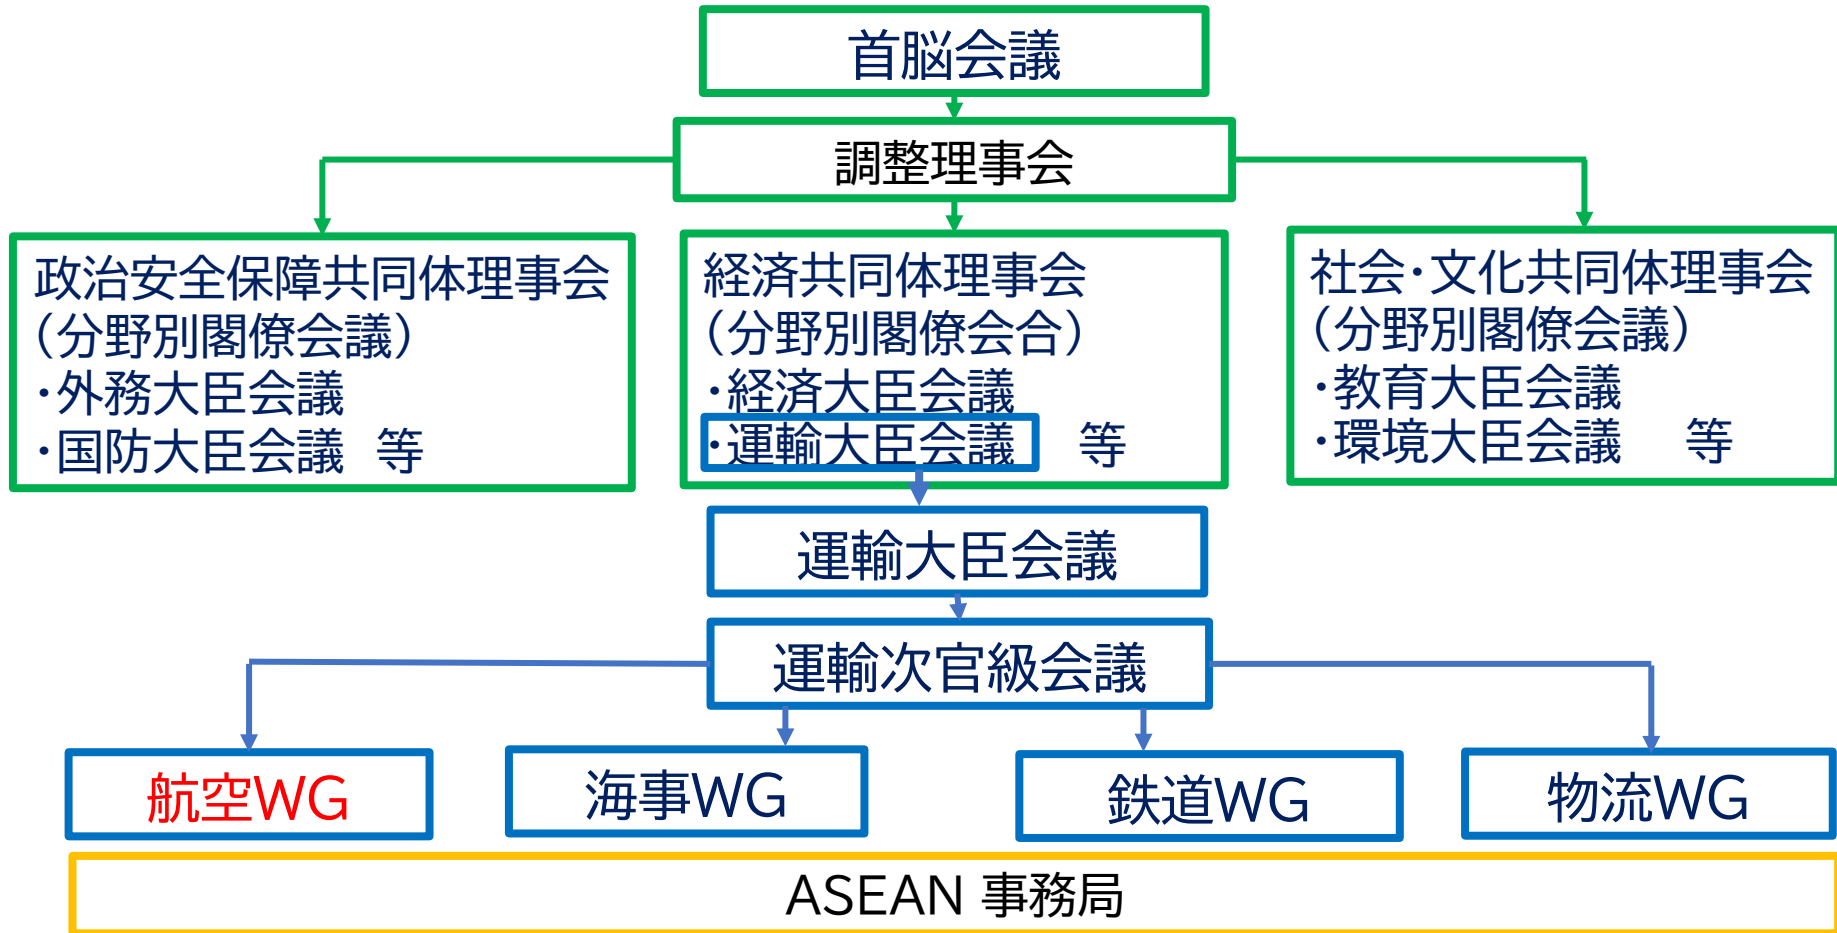 首脳会議
調整理事会
政治安全保障共同体理事会
（分野別閣僚会議）
・外務大臣会議
・国防大臣会議 等
経済共同体理事会
（分野別閣僚会合）
・経済大臣会議
・運輸大臣会議 等
社会・文化共同体理事会
（分野別閣僚会議）
・教育大臣会議
・環境大臣会議 等
運輸大臣会議
運輸次官級会議
航空WG
海事WG
鉄道WG
物流WG
ASEAN 事務局